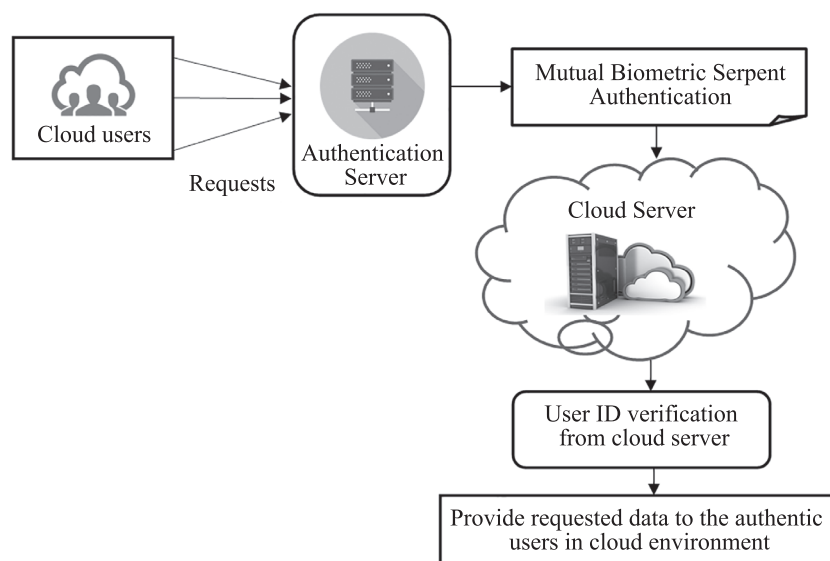 Cloud users
Requests
Authentication
Server
Mutual Biometric Serpent
Authentication
Cloud Server
User ID verification
from cloud server
Provide requested data to the authentic
users in cloud environment